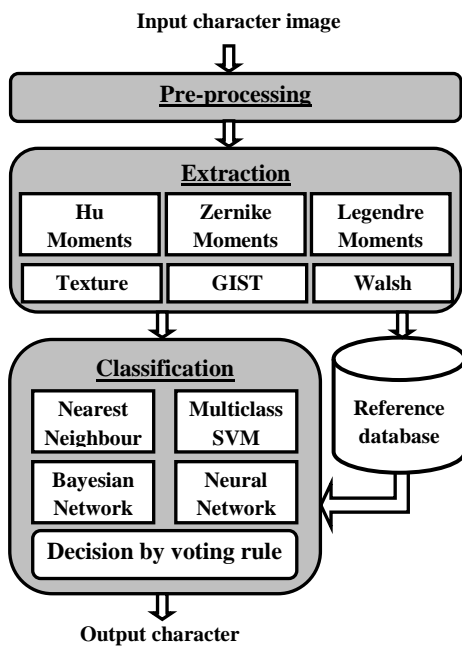 Input character image
Pre-processing
Extraction
Hu
Moments
Zernike
Moments
Legendre
Moments
Texture
GIST
Walsh
Classification
Nearest
Neighbour
Multiclass
SVM
Bayesian
Network
Neural
Network
Decision by voting rule
Reference
database
Output character